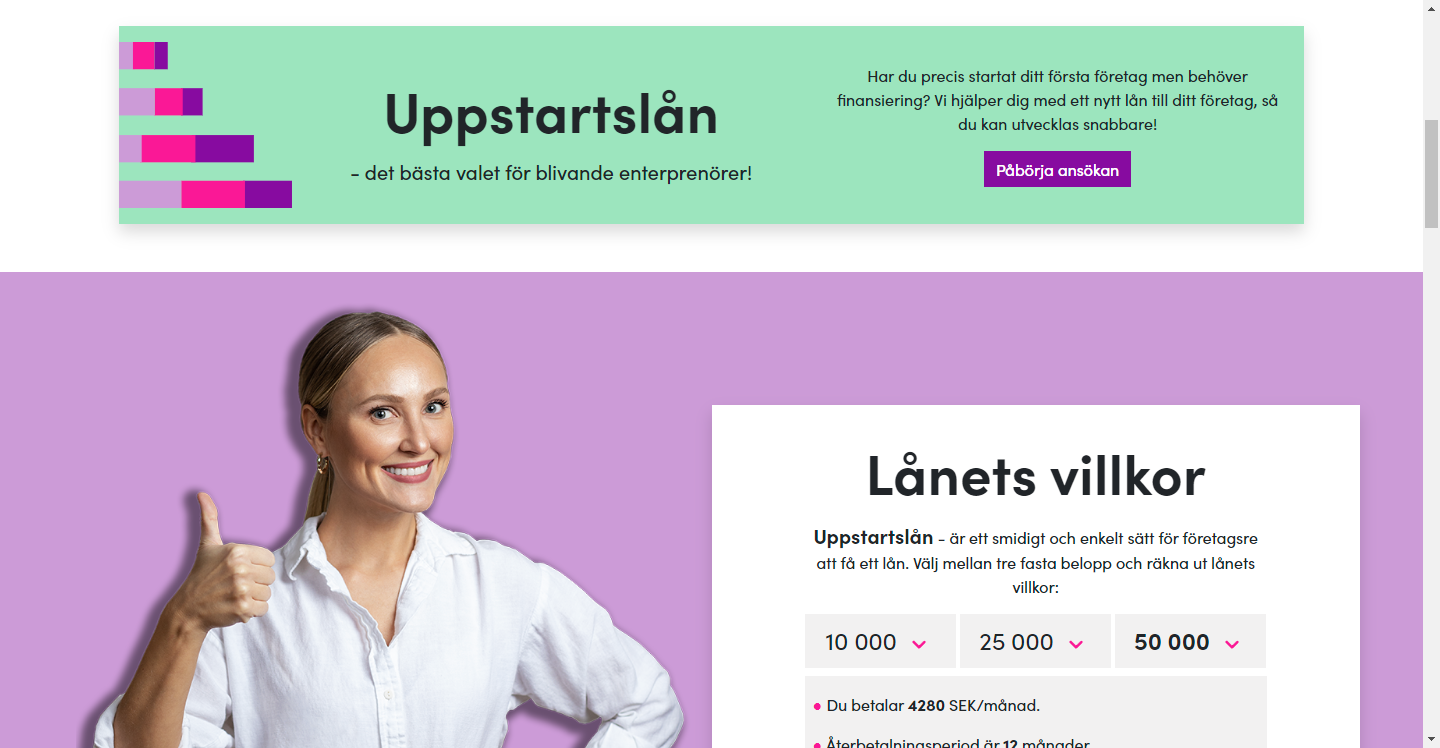 Uppstartslån
- det bästa valet för blivande enterprenörer!
Har du precis startat ditt första företag men behöver
finansiering? Vi hjälper dig med ett nytt lån till ditt företag, så
du kan utvecklas snabbare!
Påbörja ansökan
Lånets villkor
Uppstartslån - är ett smidigt och enkelt sätt för företagsre
att få ett lån. Välj mellan tre fasta belopp och räkna ut lånets
villkor:
10 000
25 000
50 000
Du betalar 4280 SEK/månad.
Återbetalningsperiod är 12 månader